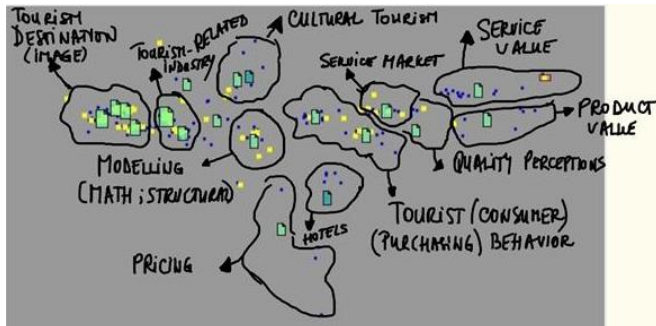 TOURISM
DESTINATION
(IMAGE)
TOURISM-RELATED
INDUSTRY
CULTURAL TOURISM
SERVICE MARKET
SERVICE
VALUE
PRODUCT
VALUE
QUALITY PERCEPTIONS
MODELLING
(MATH; STRUCTURAL)
TOURIST (CONSUMER)
(PURCHASING) BEHAVIOR
HOTELS
PRICING